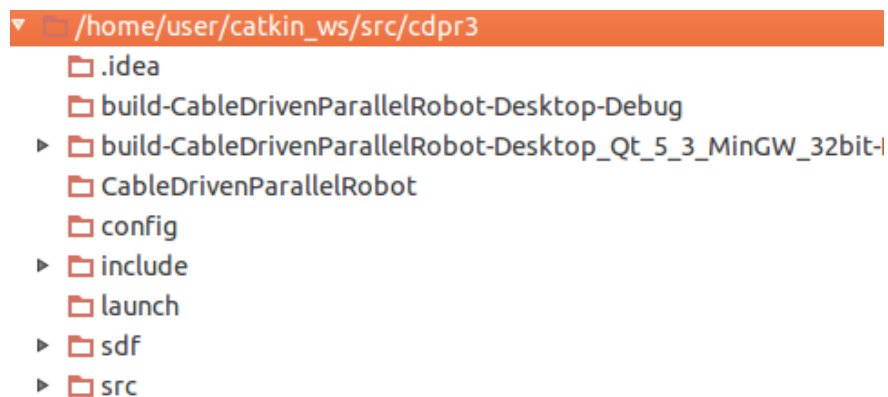 /home/user/catkin_ws/src/cdpr3
.idea
build-CableDrivenParallelRobot-Desktop-Debug
build-CableDrivenParallelRobot-Desktop_Qt_5_3_MinGW_32bit-
CableDrivenParallelRobot
config
include
launch
sdf
src